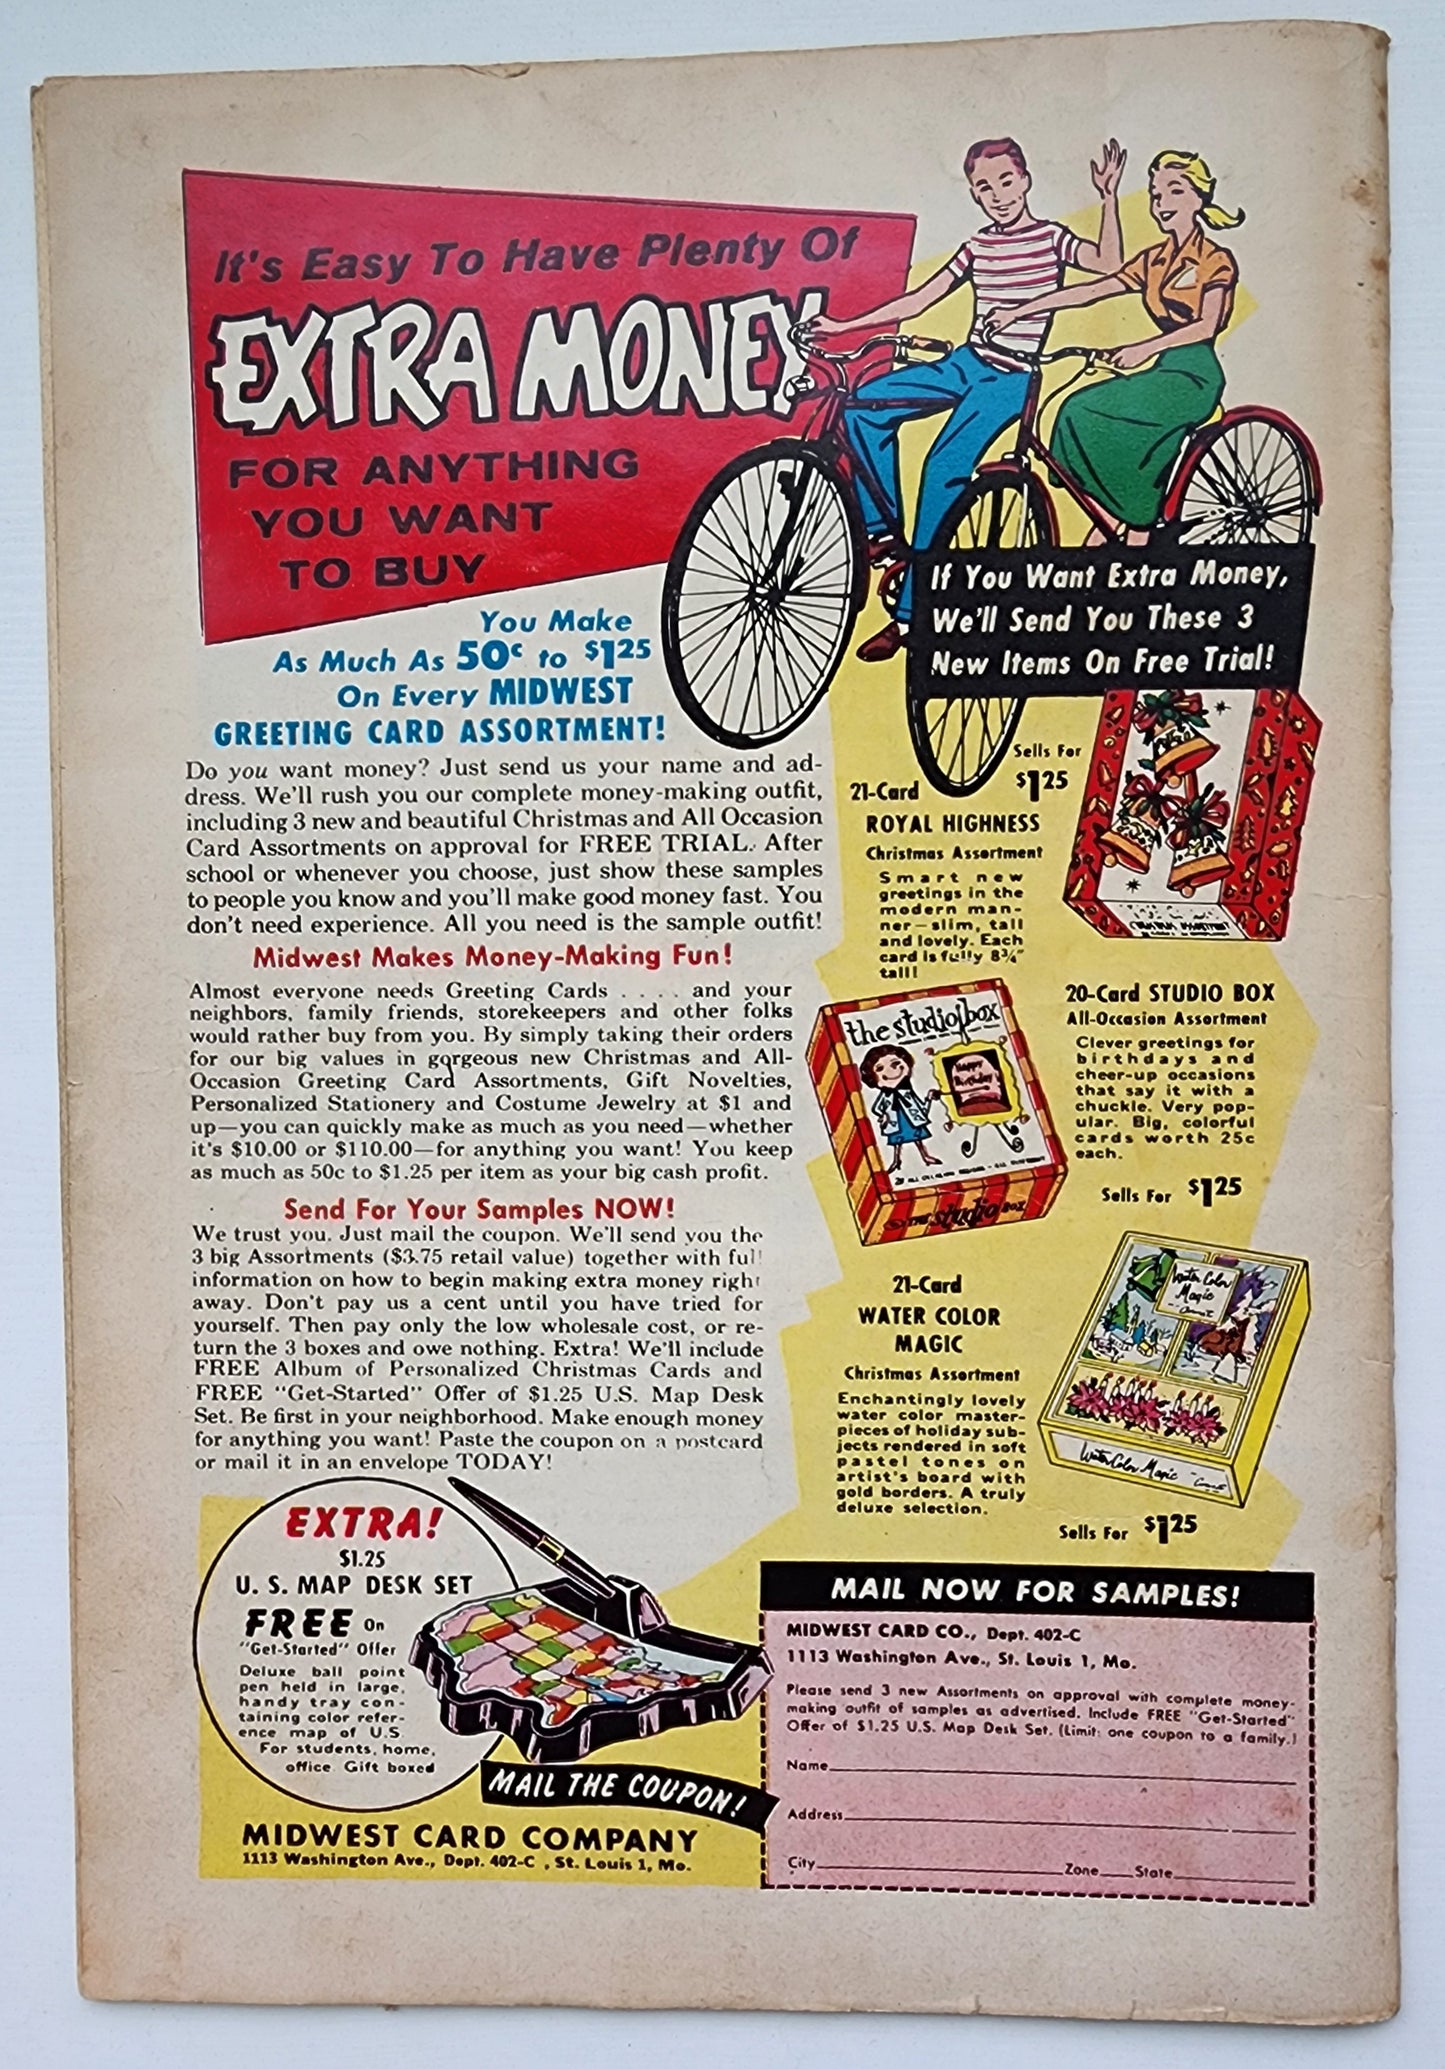 It's Easy To Have Plenty Of
EXTRA MONEY
FOR ANYTHING
YOU WANT
TO BUY
You Make
As Much As 50c to $1.25
On Every MIDWEST
GREETING CARD ASSORTMENT!
Do you want money? Just send us your name and ad-
dress. We'll rush you our complete money-making outfit,
including 3 new and beautiful Christmas and All Occasion
Card Assortments on approval for FREE TRIAL. After
school or whenever you choose, just show these samples
to people you know and you'll make good money fast. You
don't need experience. All you need is the sample outfit!
Midwest Makes Money-Making Fun!
Almost everyone needs Greeting Cards . . . . and your
neighbors, family friends, storekeepers and other folks
would rather buy from you. By simply taking their orders
for our big values in gorgeous new Christmas and All-
Occasion Greeting Card Assortments, Gift Novelties,
Personalized Stationery and Costume Jewelry at $1 and
up—you can quickly make as much as you need—whether
it's $10.00 or $110.00—for anything you want! You keep
as much as 50c to $1.25 per item as your big cash profit.
Send For Your Samples NOW!
We trust you. Just mail the coupon. We'll send you the
3 big Assortments ($3.75 retail value) together with full
information on how to begin making extra money right
away. Don't pay us a cent until you have tried for
yourself. Then pay only the low wholesale cost, or re-
turn the 3 boxes and owe nothing. Extra! We'll include
FREE Album of Personalized Christmas Cards and
FREE "Get-Started" Offer of $1.25 U.S. Map Desk
Set. Be first in your neighborhood. Make enough money
for anything you want! Paste the coupon on a postcard
or mail it in an envelope TODAY!
If You Want Extra Money,
We'll Send You These 3
New Items On Free Trial!
Sells For
$1.25
21-Card
ROYAL HIGHNESS
Christmas Assortment
Smart new
greetings in the
modern man-
ner—slim, tall
and lovely. Each
card is fully 8¾"
tall!
CHRISTMAS ASSORTMENT
the studio box
Happy
Birthday
THE studio BOX
20-Card STUDIO BOX
All-Occasion Assortment
Clever greetings for
birthdays and
cheer-up occasions
that say it with a
chuckle. Very pop-
ular. Big, colorful
cards worth 25c
each.
Sells For $1.25
21-Card
WATER COLOR
MAGIC
Christmas Assortment
Enchantingly lovely
water color master-
pieces of holiday sub-
jects rendered in soft
pastel tones on
artist's board with
gold borders. A truly
deluxe selection.
Water Color
Magic
Water Color Magic
Sells For $1.25
EXTRA!
$1.25
U. S. MAP DESK SET
FREE On
"Get-Started" Offer
Deluxe ball point
pen held in large,
handy tray con-
taining color refer-
ence map of U.S.
For students, home,
office. Gift boxed
MAIL THE COUPON!
MIDWEST CARD COMPANY
1113 Washington Ave., Dept. 402-C , St. Louis 1, Mo.
MAIL NOW FOR SAMPLES!
MIDWEST CARD CO., Dept. 402-C
1113 Washington Ave., St. Louis 1, Mo.
Please send 3 new Assortments on approval with complete money-
making outfit of samples as advertised. Include FREE "Get-Started"
Offer of $1.25 U.S. Map Desk Set. (Limit: one coupon to a family.)
Name
Address
City Zone State